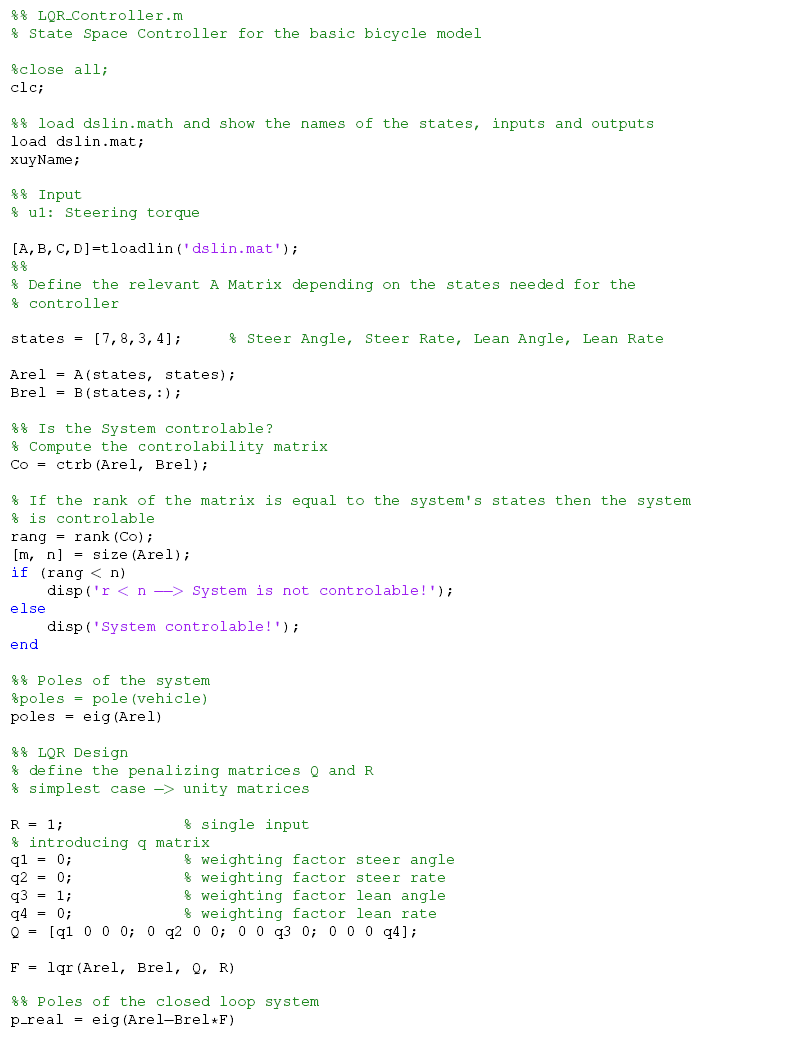 %% LQR_Controller.m
% State Space Controller for the basic bicycle model
%close all;
clc;
%% load dslin.math and show the names of the states, inputs and outputs
load dslin.mat;
xuyName;
%% Input
% u1: Steering torque
[A,B,C,D]=tloadlin('dslin.mat');
%%
% Define the relevant A Matrix depending on the states needed for the
% controller
states = [7,8,3,4];     % Steer Angle, Steer Rate, Lean Angle, Lean Rate
Arel = A(states, states);
Brel = B(states,:);
%% Is the System controlable?
% Compute the controlability matrix
Co = ctrb(Arel, Brel);
% If the rank of the matrix is equal to the system's states then the system
% is controlable
rang = rank(Co);
[m, n] = size(Arel);
if (rang < n)
    disp('r < n —–> System is not controlable!');
else
    disp('System controlable!');
end
%% Poles of the system
%poles = pole(vehicle)
poles = eig(Arel)
%% LQR Design
% define the penalizing matrices Q and R
% simplest case —> unity matrices
R = 1;             % single input
% introducing q matrix
q1 = 0;            % weighting factor steer angle
q2 = 0;            % weighting factor steer rate
q3 = 1;            % weighting factor lean angle
q4 = 0;            % weighting factor lean rate
Q = [q1 0 0 0; 0 q2 0 0; 0 0 q3 0; 0 0 0 q4];
F = lqr(Arel, Brel, Q, R)
%% Poles of the closed loop system
p_real = eig(Arel−Brel*F)